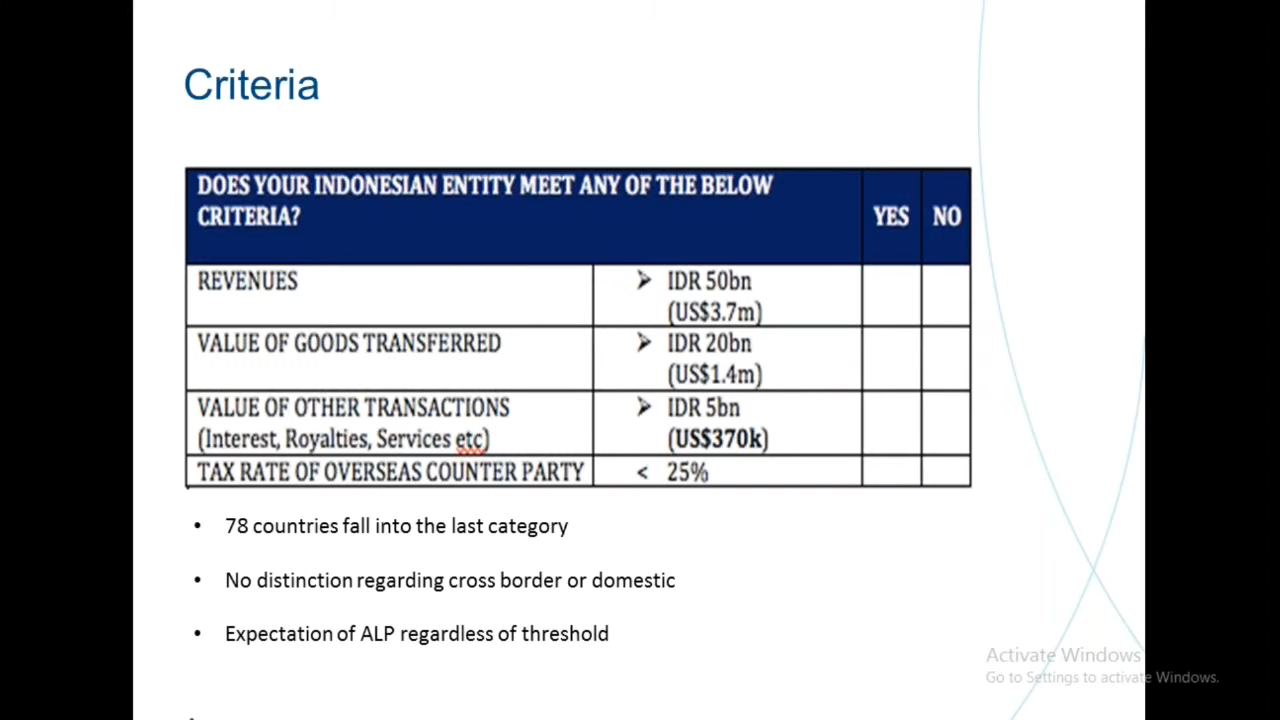 Criteria
DOES YOUR INDONESIAN ENTITY MEET ANY OF THE BELOW
CRITERIA?
YES NO
REVENUES
➢ IDR 50bn
(US$3.7m)
VALUE OF GOODS TRANSFERRED
➢ IDR 20bn
(US$1.4m)
VALUE OF OTHER TRANSACTIONS
(Interest, Royalties, Services etc)
➢ IDR 5bn
(US$370k)
TAX RATE OF OVERSEAS COUNTER PARTY
< 25%
• 78 countries fall into the last category
• No distinction regarding cross border or domestic
• Expectation of ALP regardless of threshold
Activate Windows
Go to Settings to activate Windows.